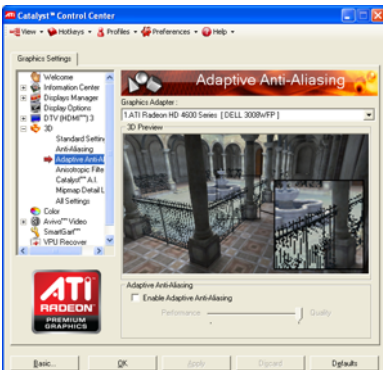 Catalyst™ Control Center
View Hotkeys Profiles Preferences Help
Graphics Settings
Welcome
Information Center
Displays Manager
Display Options
DTV (HDMI™) 3
3D
Standard Settin
Anti-Aliasing
Adaptive Anti-Al
Anisotropic Filte
Catalyst™ A.I.
Mipmap Detail L
All Settings
Color
Avivo™ Video
SmartGart™
VPU Recover
Adaptive Anti-Aliasing
Graphics Adapter:
1.ATI Radeon HD 4600 Series [ DELL 3008WFP ]
3D Preview
ATI
RADEON
PREMIUM
GRAPHICS
Adaptive Anti-Aliasing
Enable Adaptive Anti-Aliasing
Performance Quality
Basic... OK Apply Discard Defaults